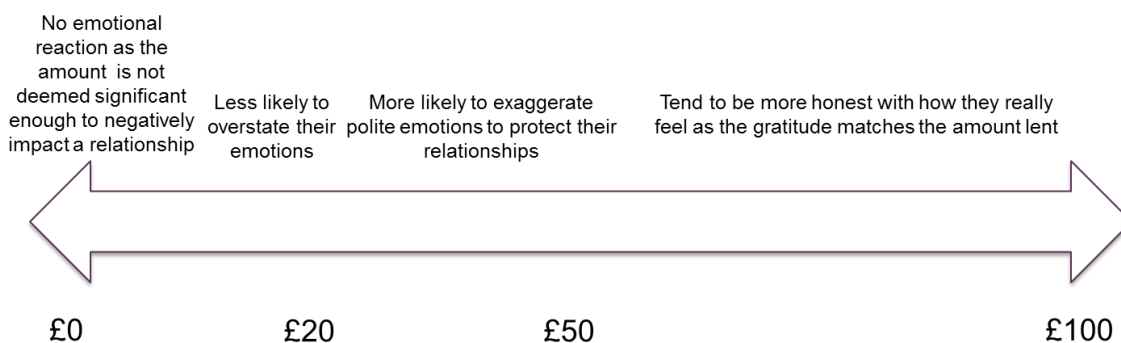 No emotional
reaction as the
amount is not
deemed significant
enough to negatively
impact a relationship
Less likely to
overstate their
emotions
More likely to exaggerate
polite emotions to protect their
relationships
Tend to be more honest with how they really
feel as the gratitude matches the amount lent
£0
£20
£50
£100